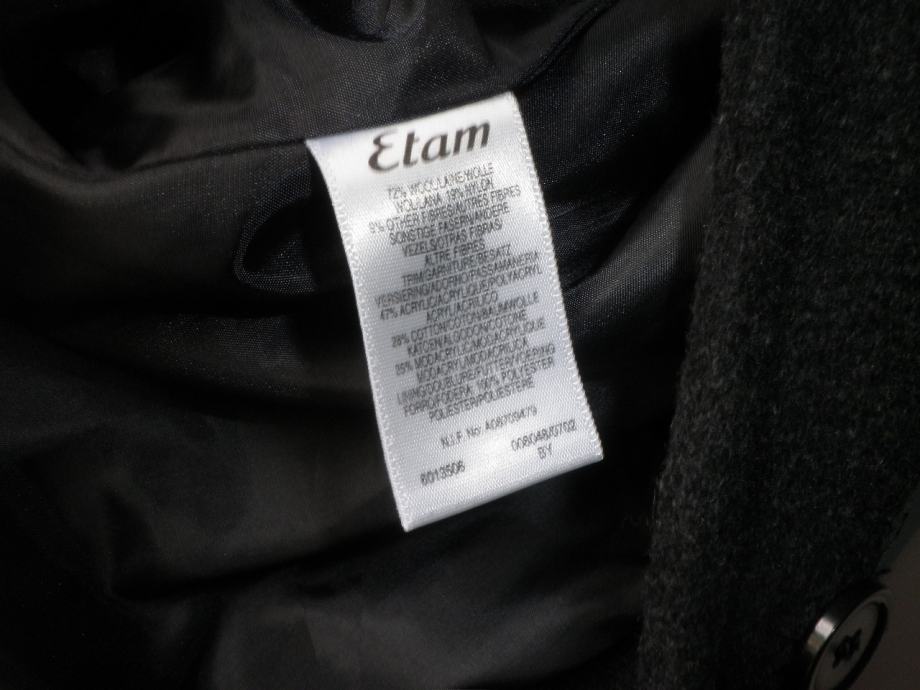 Etam
72% WOOL/LAINE/WOLLE
WOL/LANA, 19% NYLON
9% OTHER FIBRES/AUTRES FIBRES
SONSTIGE FASERN/ANDERE
VEZELS/OTRAS FIBRAS/
ALTRE FIBRES
TRIM/GARNITURE/BESATZ
VERSIERING/ADORNO/PASSAMANERIA
47% ACRYLIC/ACRYLIQUE/POLYACRYL
ACRYL/ACRILICO
28% COTTON/COTON/BAUMWOLLE
KATOEN/ALGODON/COTONE
25% MODACRYLIC/MODACRYLIQUE
MODACRYL/MODACRILICA
LINING/DOUBLURE/FUTTER/VOERING
FORRO/FODERA, 100% POLYESTER
POLIESTER/POLIESTERE
N.I.F. No: A08709479
6013506 008048/0702
BY